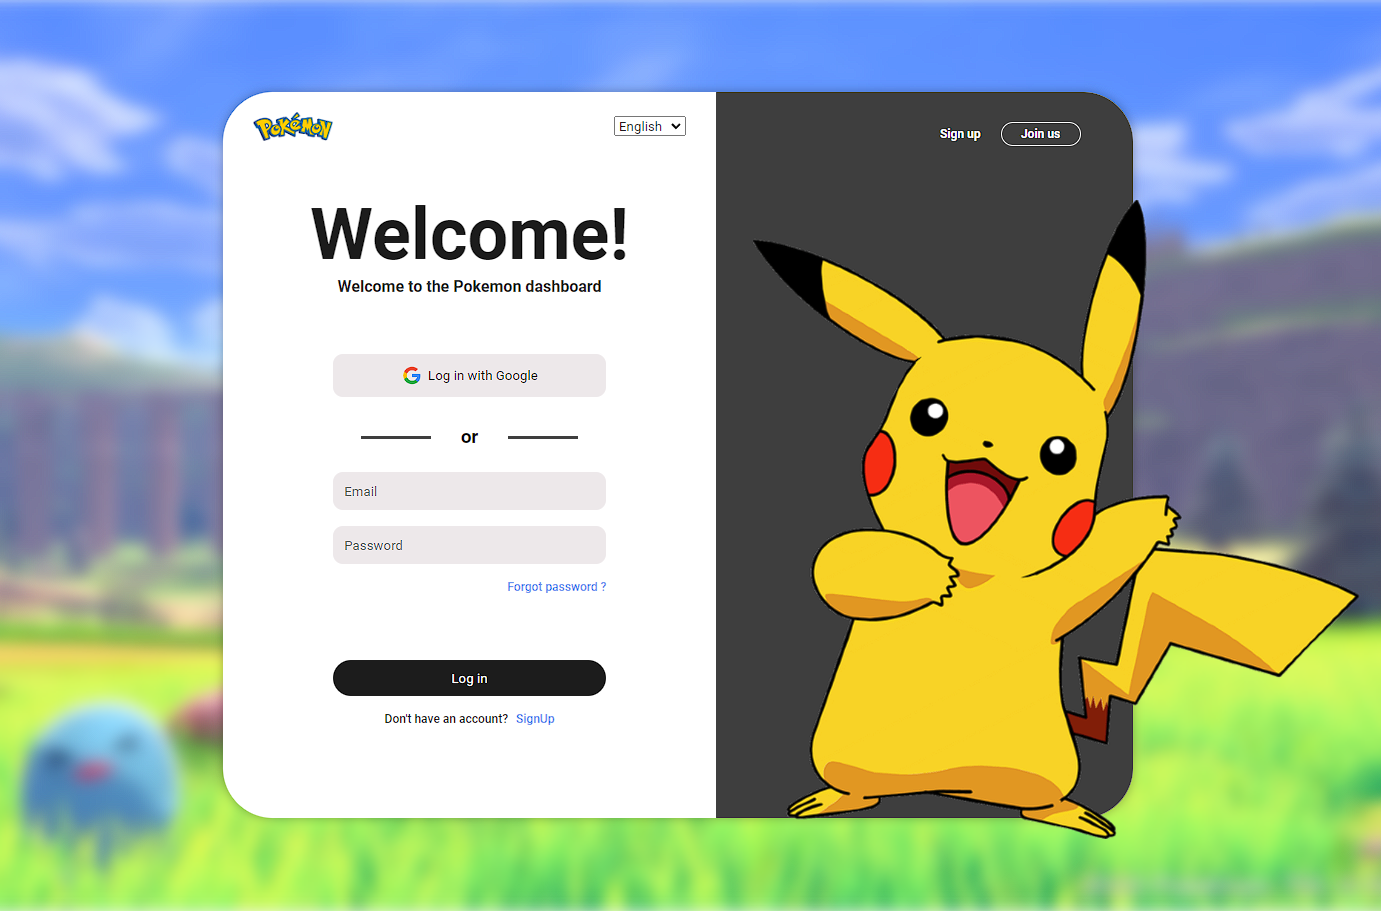 Pokémon
English
Sign up
Join us
Welcome!
Welcome to the Pokemon dashboard
Log in with Google
or
Email
Password
Forgot password ?
Log in
Don't have an account? SignUp